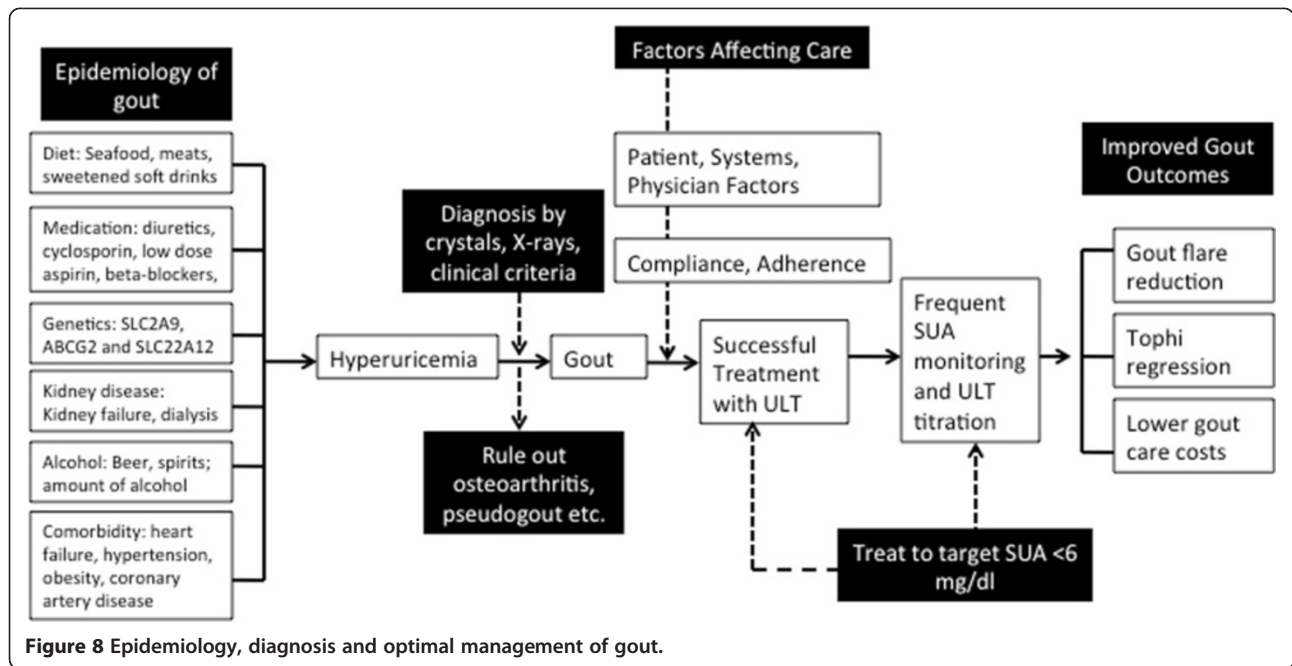 Epidemiology of
gout
Diet: Seafood, meats,
sweetened soft drinks
Medication: diuretics,
cyclosporin, low dose
aspirin, beta-blockers,
Genetics: SLC2A9,
ABCG2 and SLC22A12
Kidney disease:
Kidney failure, dialysis
Alcohol: Beer, spirits;
amount of alcohol
Comorbidity: heart
failure, hypertension,
obesity, coronary
artery disease
Hyperuricemia
Diagnosis by
crystals, X-rays,
clinical criteria
Rule out
osteoarthritis,
pseudogout etc.
Gout
Factors Affecting Care
Patient, Systems,
Physician Factors
Compliance, Adherence
Successful
Treatment
with ULT
Frequent
SUA
monitoring
and ULT
titration
Treat to target SUA <6
mg/dl
Improved Gout
Outcomes
Gout flare
reduction
Tophi
regression
Lower gout
care costs
Figure 8 Epidemiology, diagnosis and optimal management of gout.